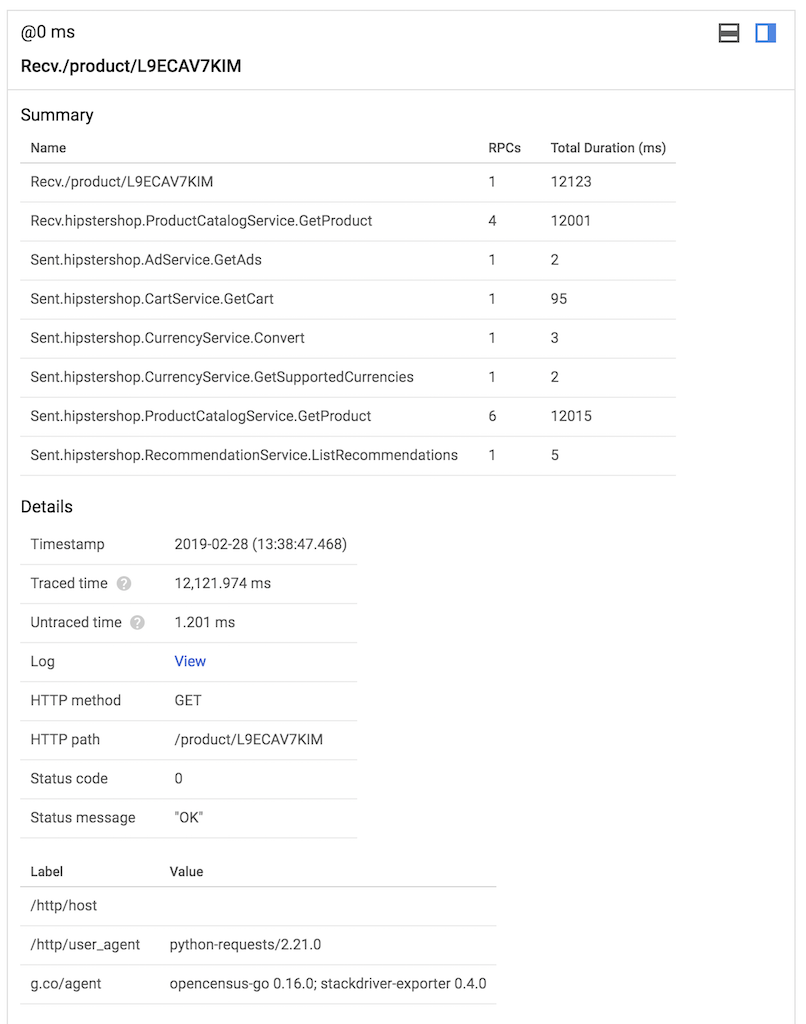 @0 ms
Recv./product/L9ECAV7KIM
Summary
Name RPCs Total Duration (ms)
Recv./product/L9ECAV7KIM 1 12123
Recv.hipstershop.ProductCatalogService.GetProduct 4 12001
Sent.hipstershop.AdService.GetAds 1 2
Sent.hipstershop.CartService.GetCart 1 95
Sent.hipstershop.CurrencyService.Convert 1 3
Sent.hipstershop.CurrencyService.GetSupportedCurrencies 1 2
Sent.hipstershop.ProductCatalogService.GetProduct 6 12015
Sent.hipstershop.RecommendationService.ListRecommendations 1 5
Details
Timestamp 2019-02-28 (13:38:47.468)
Traced time ? 12,121.974 ms
Untraced time ? 1.201 ms
Log View
HTTP method GET
HTTP path /product/L9ECAV7KIM
Status code 0
Status message "OK"
Label Value
/http/host
/http/user_agent python-requests/2.21.0
g.co/agent opencensus-go 0.16.0; stackdriver-exporter 0.4.0